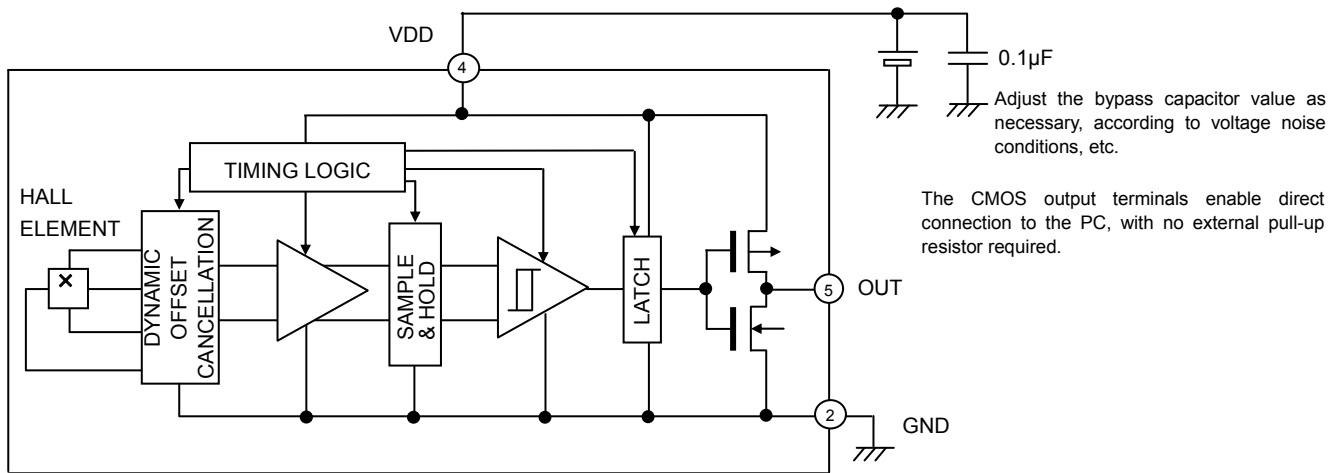 VDD
4
0.1µF
Adjust the bypass capacitor value as
necessary, according to voltage noise
conditions, etc.
TIMING LOGIC
The CMOS output terminals enable direct
connection to the PC, with no external pull-up
resistor required.
HALL
ELEMENT
×
DYNAMIC
OFFSET
CANCELLATION
SAMPLE
& HOLD
LATCH
5
OUT
2
GND